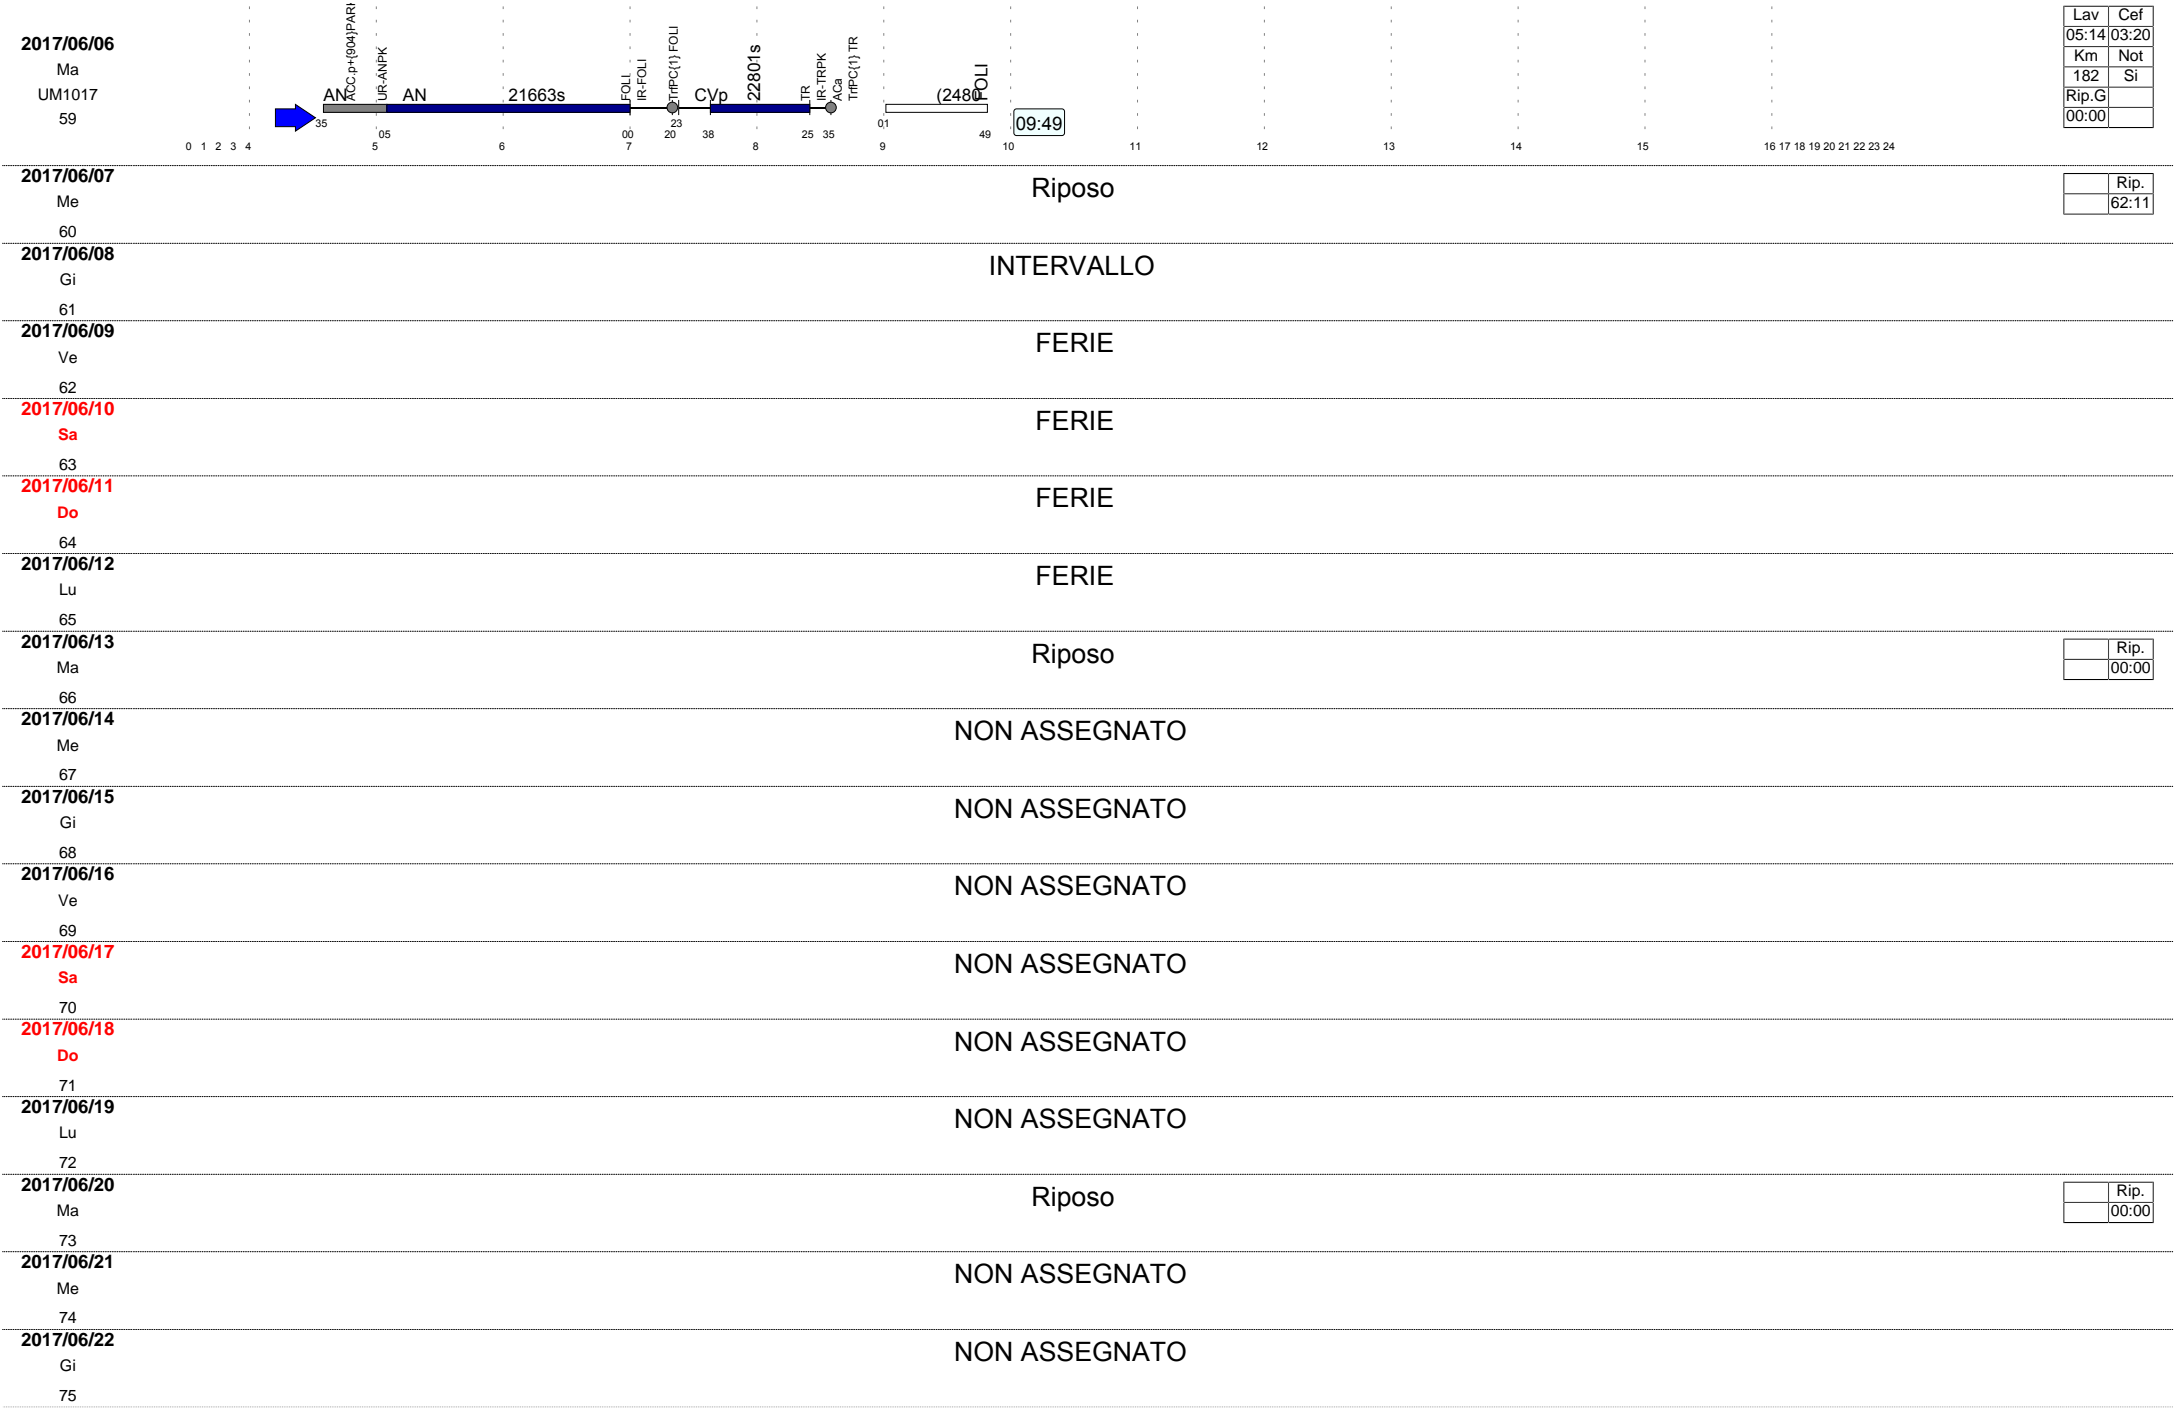 2017/06/06
Ma
UM1017
59
AN
ACC.p+{904}PARK
UR-ANPK
AN
21663s
FOLI
IR-FOLI
TrfPC{1} FOLI
CVp
22801s
TR
IR-TRPK
ACa
TrfPC{1} TR
(2480
FOLI
35
05
00
20
23
38
25
35
01
49
09:49
0 1 2 3 4 5 6 7 8 9 10 11 12 13 14 15 16 17 18 19 20 21 22 23 24
Lav Cef
05:14 03:20
Km Not
182 Si
Rip.G
00:00
2017/06/07
Me
60
Riposo
Rip.
62:11
2017/06/08
Gi
61
INTERVALLO
2017/06/09
Ve
62
FERIE
2017/06/10
Sa
63
FERIE
2017/06/11
Do
64
FERIE
2017/06/12
Lu
65
FERIE
2017/06/13
Ma
66
Riposo
Rip.
00:00
2017/06/14
Me
67
NON ASSEGNATO
2017/06/15
Gi
68
NON ASSEGNATO
2017/06/16
Ve
69
NON ASSEGNATO
2017/06/17
Sa
70
NON ASSEGNATO
2017/06/18
Do
71
NON ASSEGNATO
2017/06/19
Lu
72
NON ASSEGNATO
2017/06/20
Ma
73
Riposo
Rip.
00:00
2017/06/21
Me
74
NON ASSEGNATO
2017/06/22
Gi
75
NON ASSEGNATO